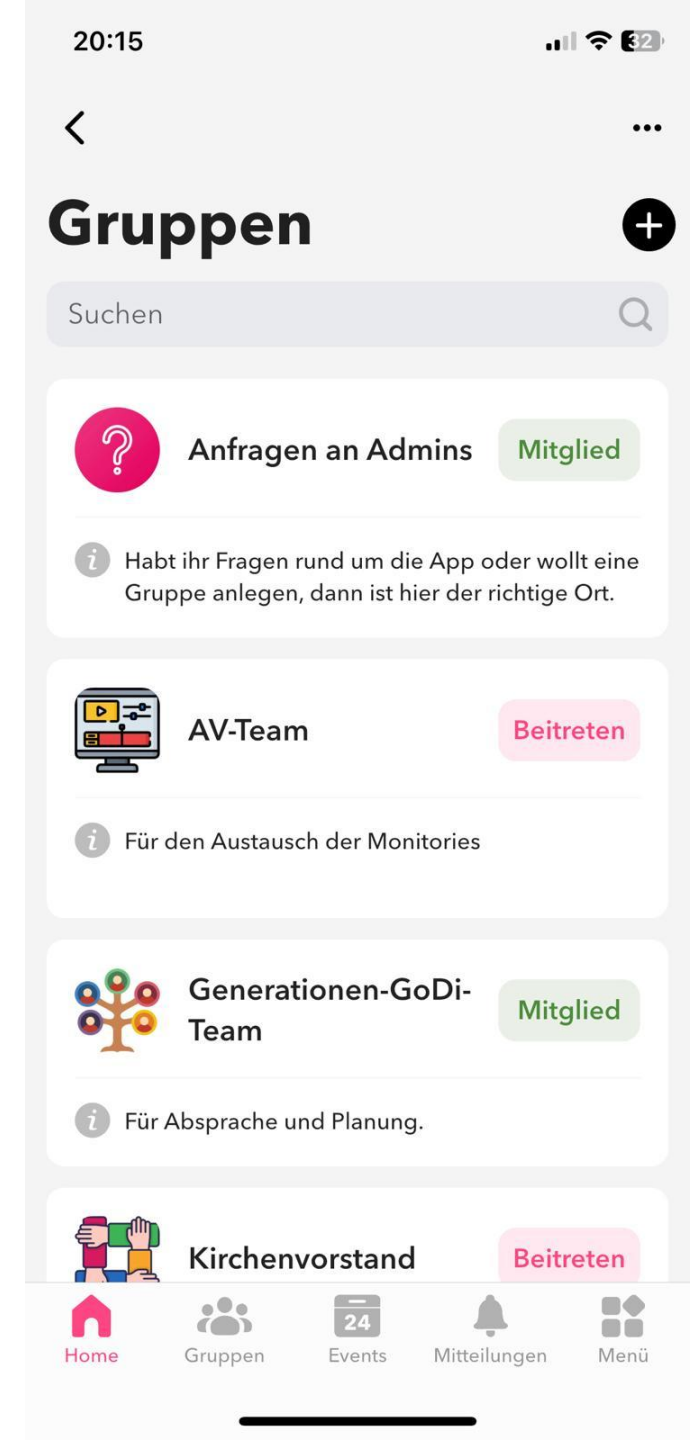 20:15
32
Gruppen
Suchen
Anfragen an Admins
Mitglied
Habt ihr Fragen rund um die App oder wollt eine
Gruppe anlegen, dann ist hier der richtige Ort.
AV-Team
Beitreten
Für den Austausch der Monitories
Generationen-GoDi-
Team
Mitglied
Für Absprache und Planung.
Kirchenvorstand
Beitreten
24
Home
Gruppen
Events
Mitteilungen
Menü